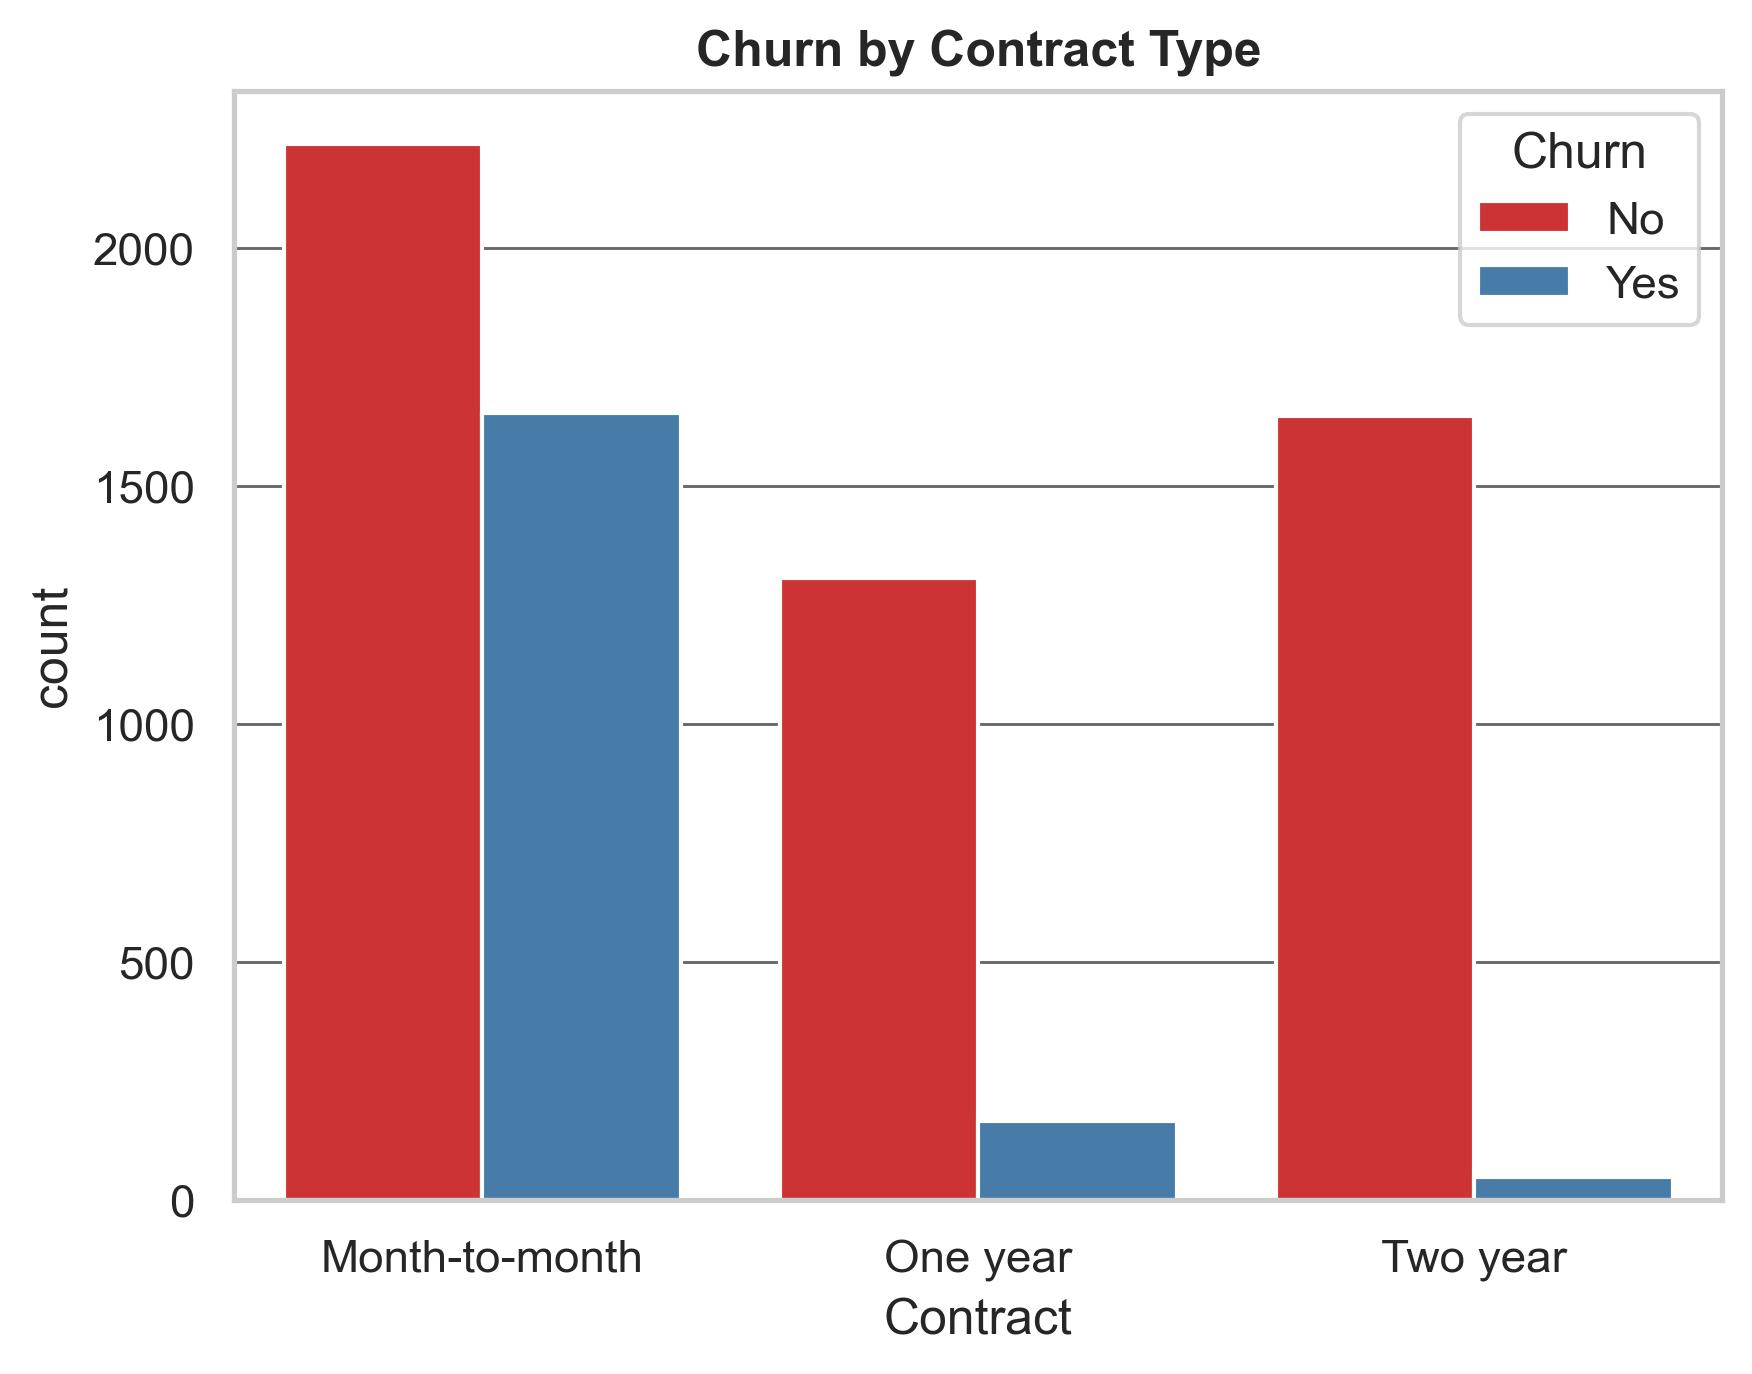 Churn by Contract Type
Churn
No
Yes
2000
1500
1000
500
0
count
Month-to-month
One year
Two year
Contract